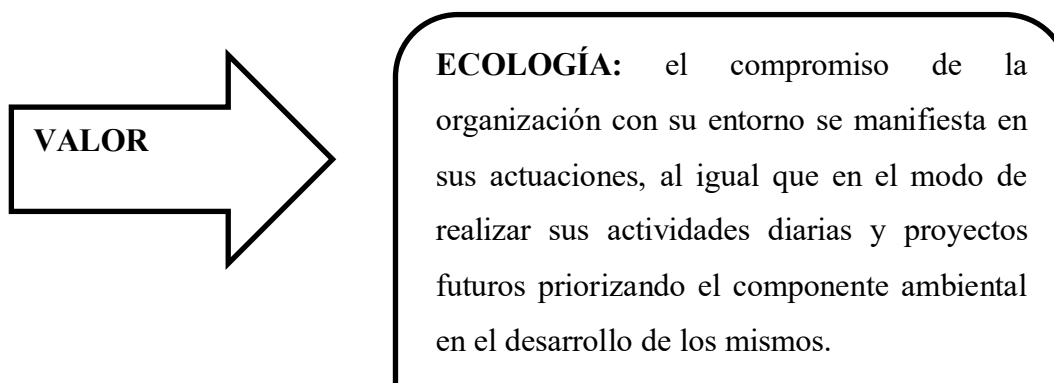 VALOR
ECOLOGÍA: el compromiso de la
organización con su entorno se manifiesta en
sus actuaciones, al igual que en el modo de
realizar sus actividades diarias y proyectos
futuros priorizando el componente ambiental
en el desarrollo de los mismos.